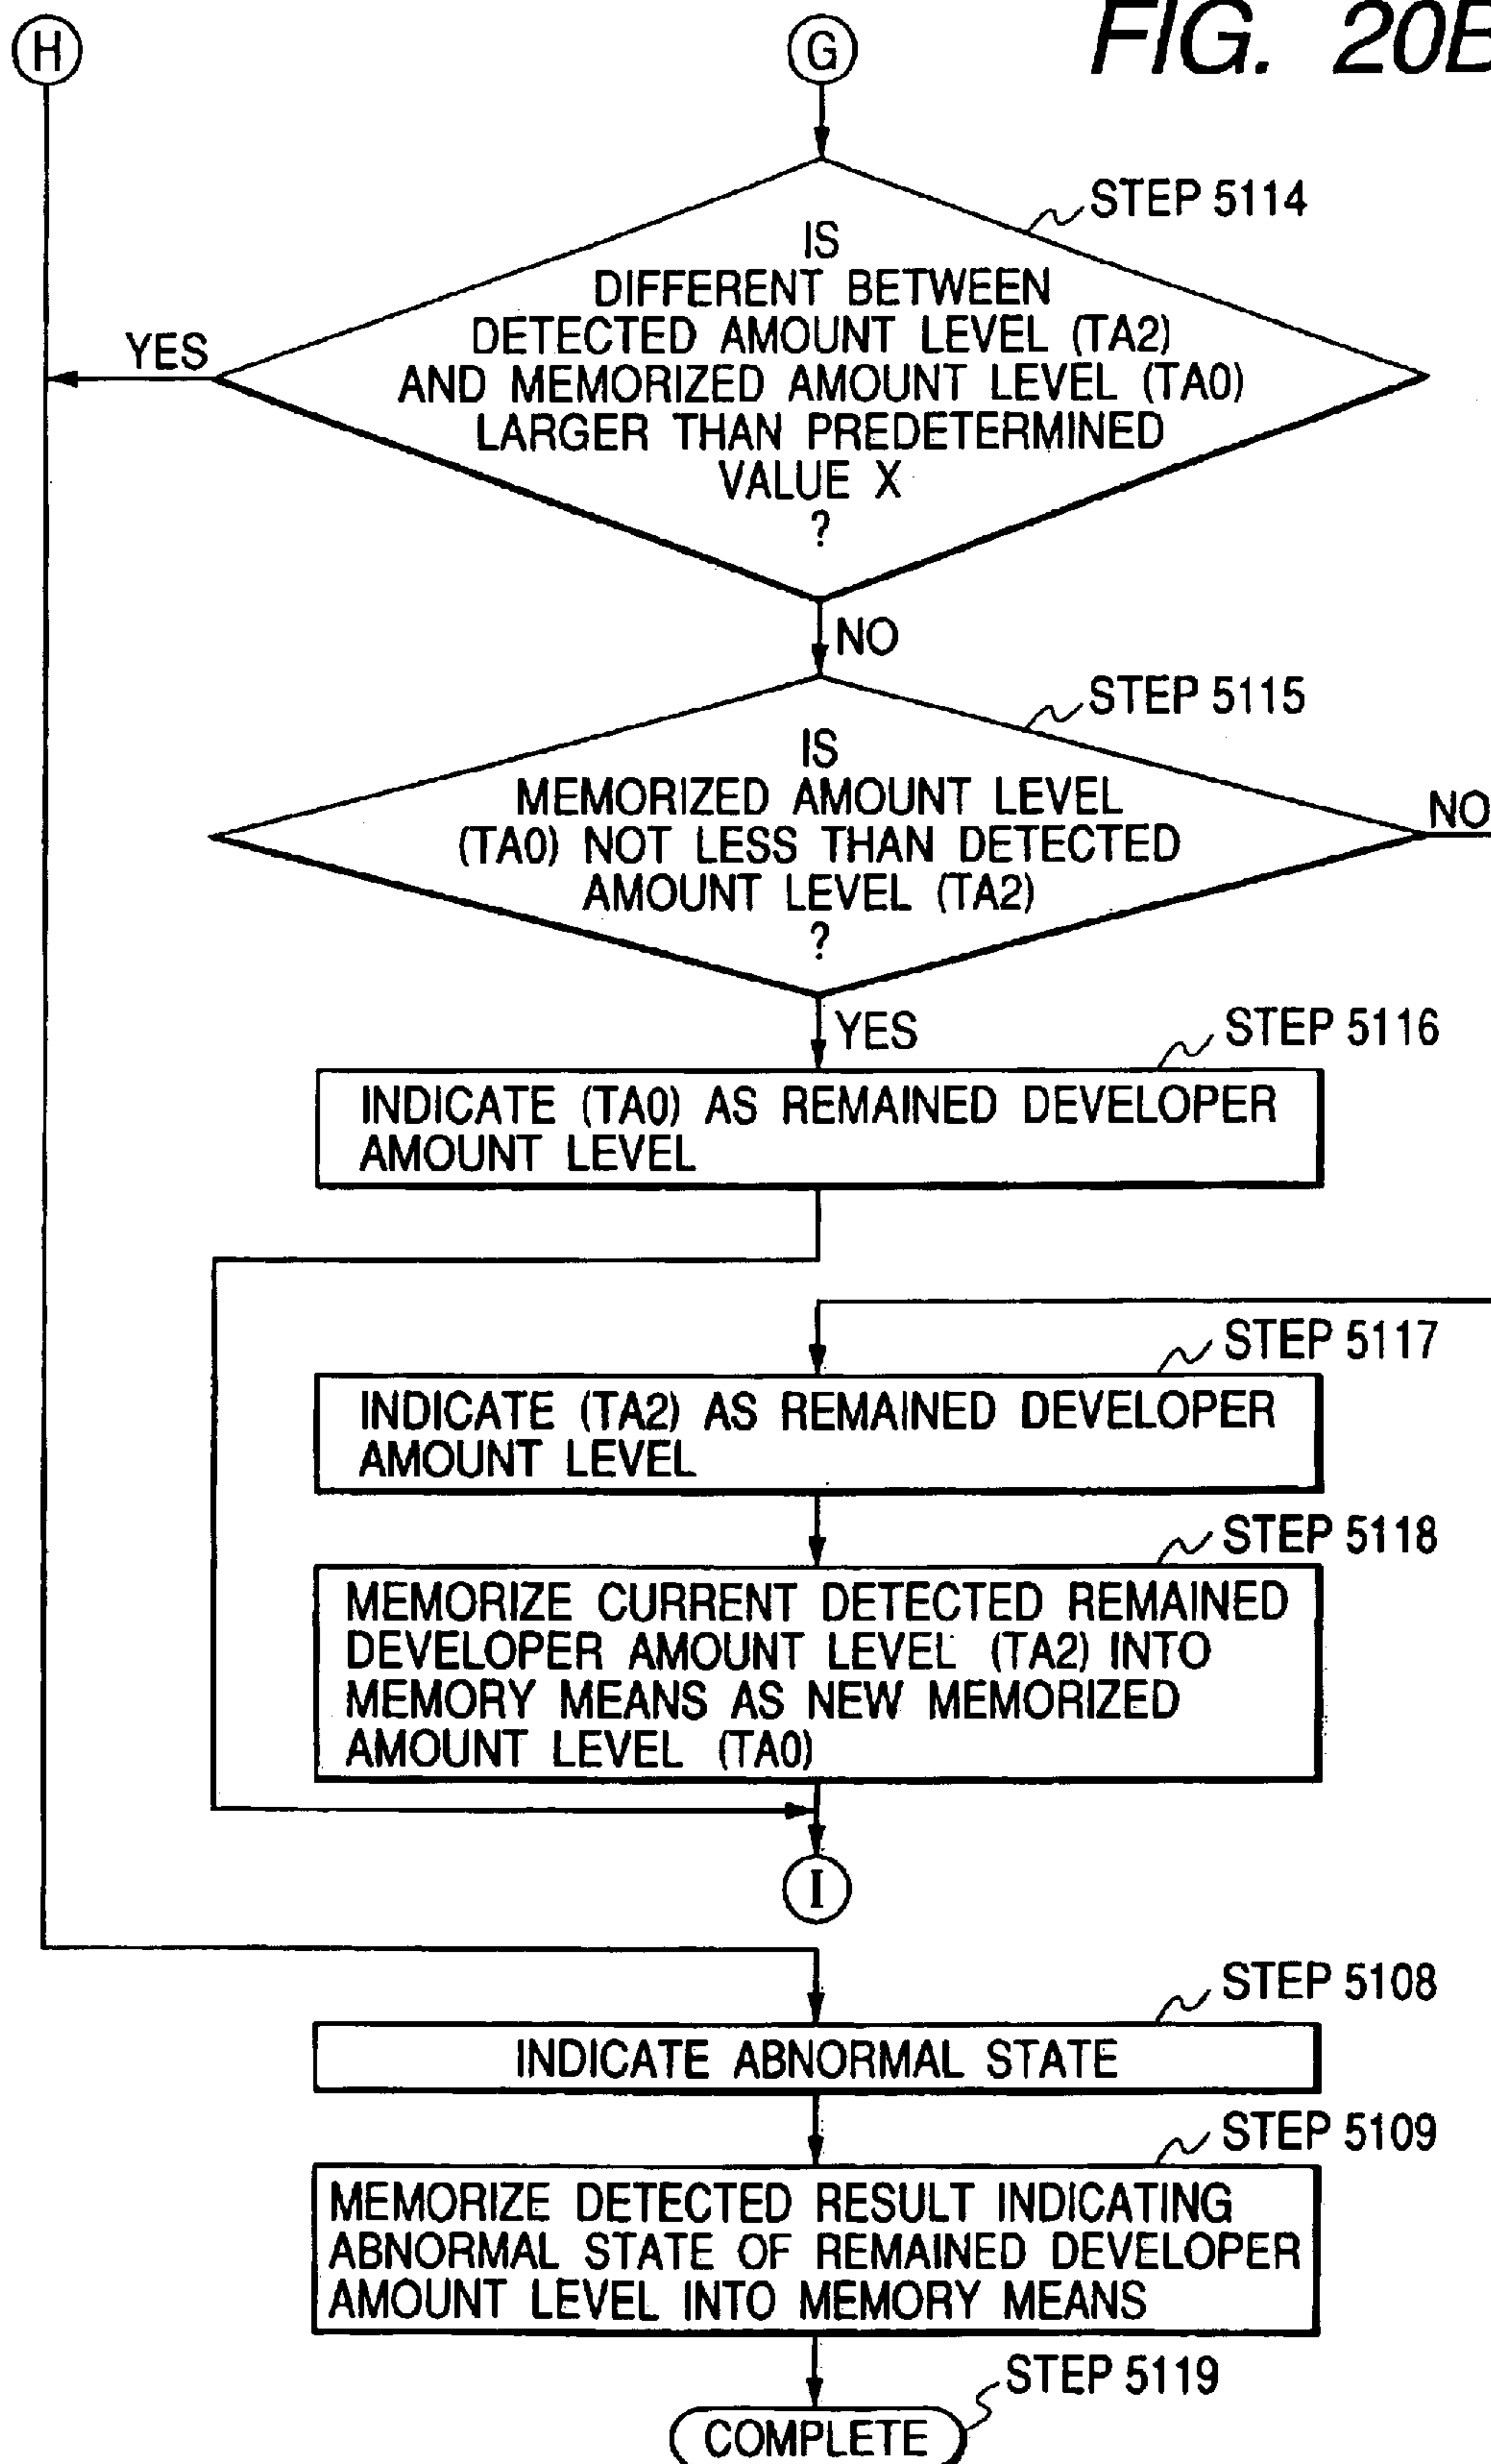 H
G
FIG. 20B
STEP 5114
IS
DIFFERENT BETWEEN
DETECTED AMOUNT LEVEL (TA2)
AND MEMORIZED AMOUNT LEVEL (TA0)
LARGER THAN PREDETERMINED
VALUE X
?
YES
NO
STEP 5115
IS
MEMORIZED AMOUNT LEVEL
(TA0) NOT LESS THAN DETECTED
AMOUNT LEVEL (TA2)
?
NO
YES
STEP 5116
INDICATE (TA0) AS REMAINED DEVELOPER
AMOUNT LEVEL
STEP 5117
INDICATE (TA2) AS REMAINED DEVELOPER
AMOUNT LEVEL
STEP 5118
MEMORIZE CURRENT DETECTED REMAINED
DEVELOPER AMOUNT LEVEL (TA2) INTO
MEMORY MEANS AS NEW MEMORIZED
AMOUNT LEVEL (TA0)
I
STEP 5108
INDICATE ABNORMAL STATE
STEP 5109
MEMORIZE DETECTED RESULT INDICATING
ABNORMAL STATE OF REMAINED DEVELOPER
AMOUNT LEVEL INTO MEMORY MEANS
STEP 5119
COMPLETE